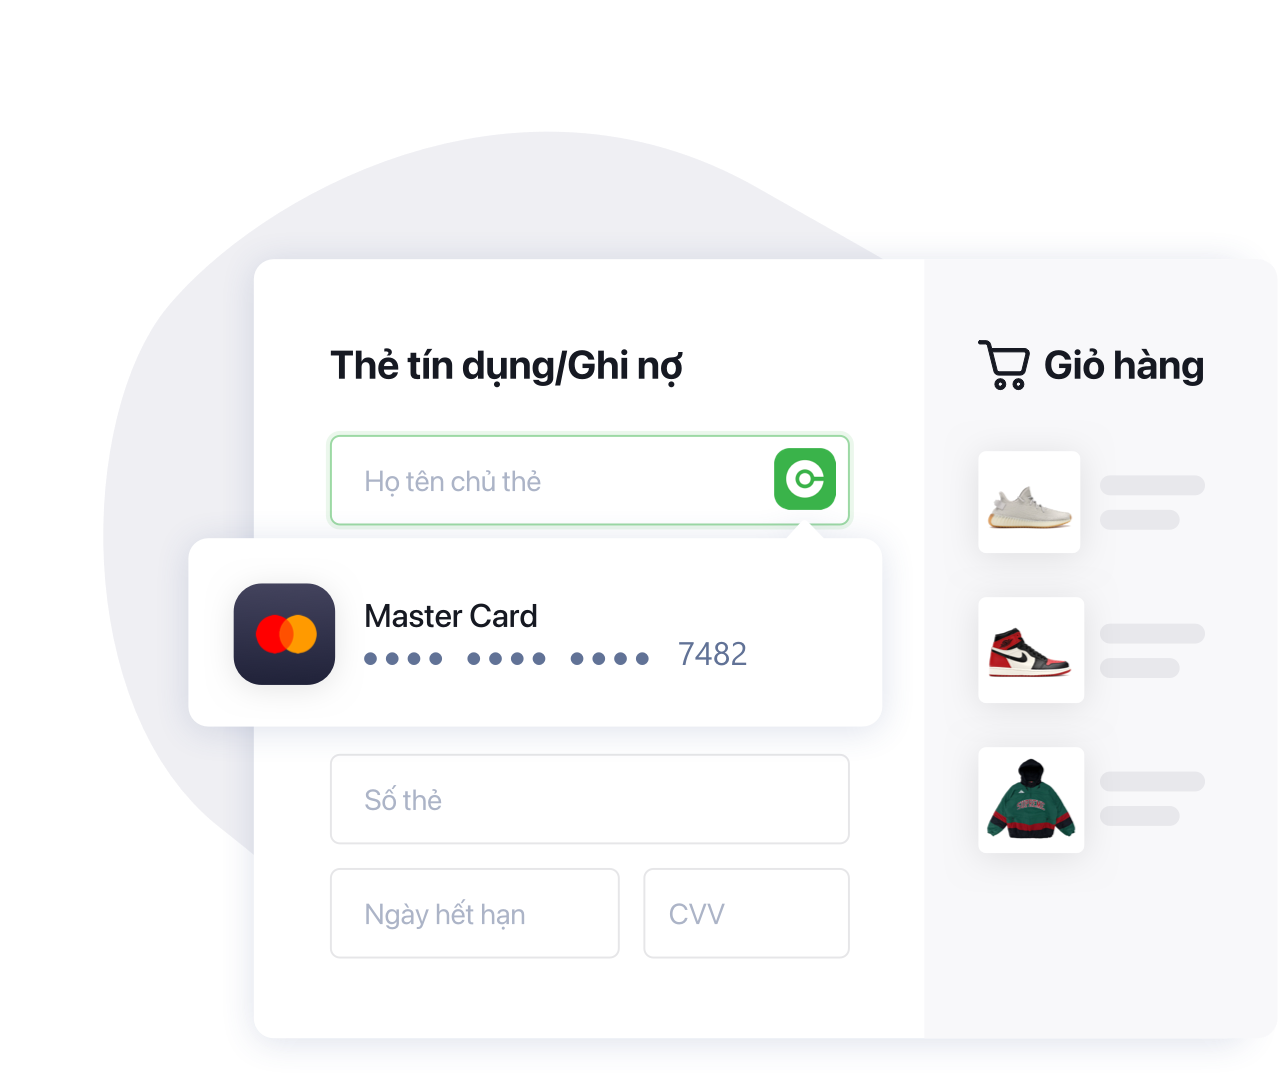 Thẻ tín dụng/Ghi nợ
Họ tên chủ thẻ
Master Card
•••• •••• •••• 7482
Số thẻ
Ngày hết hạn
CVV
Giỏ hàng
SUPREME